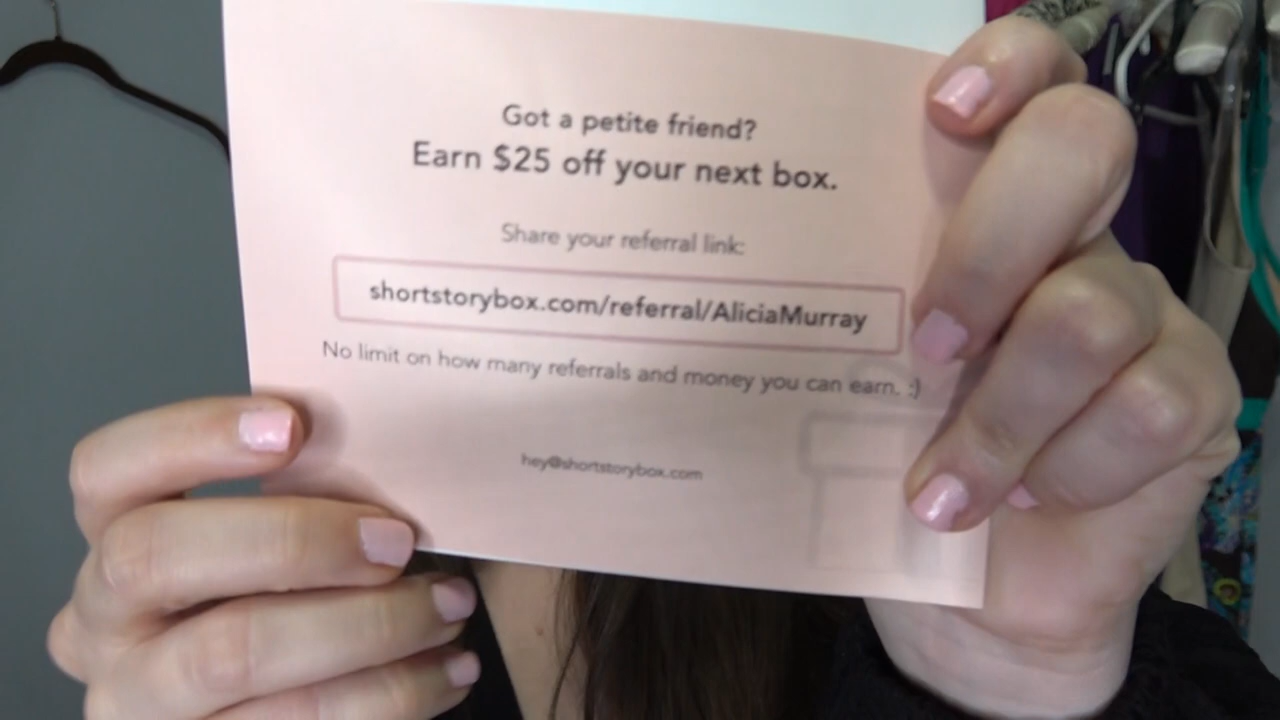 Got a petite friend?
Earn $25 off your next box.
Share your referral link:
shortstorybox.com/referral/AliciaMurray
No limit on how many referrals and money you can earn. :)
hey@shortstorybox.com